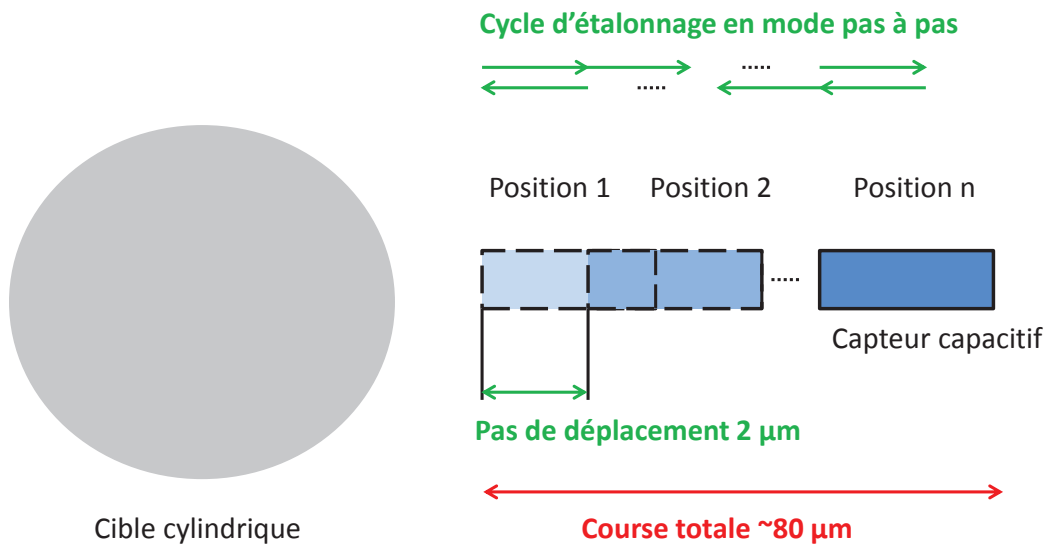 Cycle d’étalonnage en mode pas à pas
.....
.....
Position 1
Position 2
Position n
.....
Capteur capacitif
Pas de déplacement 2 µm
Cible cylindrique
Course totale ~80 µm